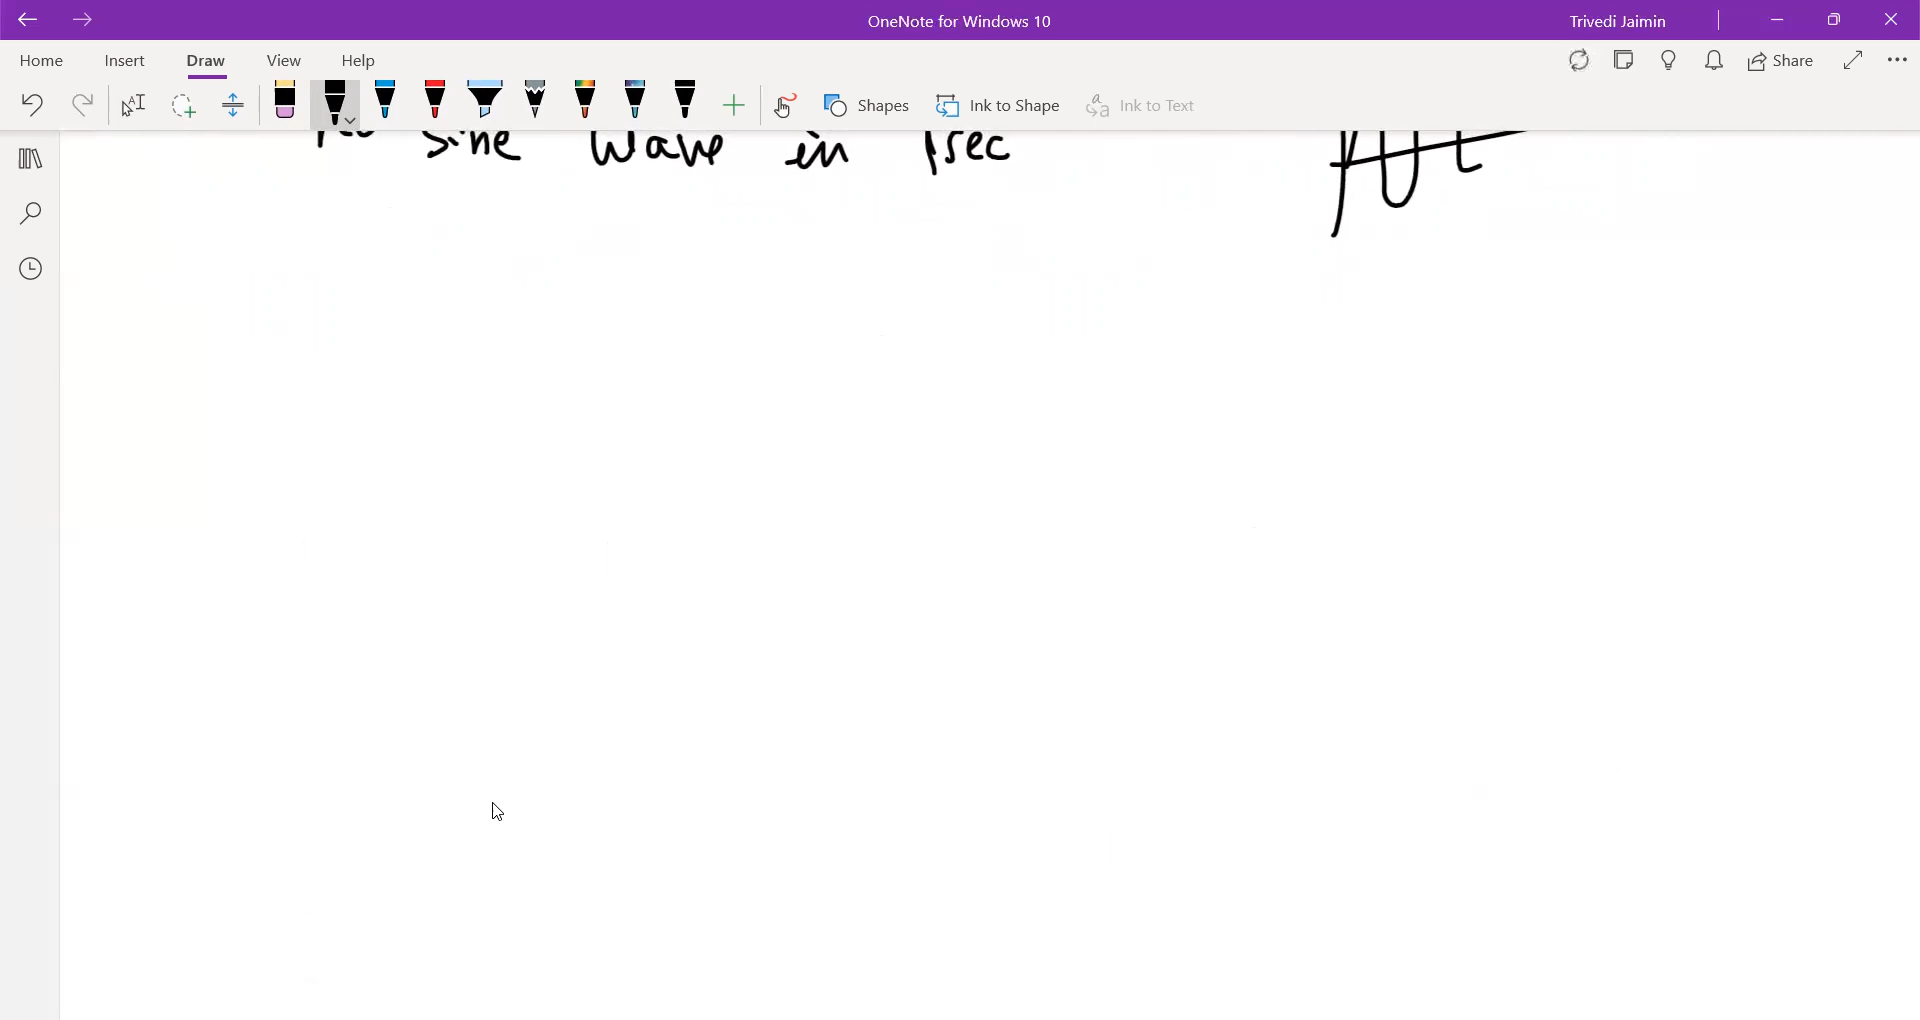 OneNote for Windows 10
Trivedi Jaimin
Home Insert Draw View Help
Share
Shapes Ink to Shape Ink to Text
sine wave in 1sec